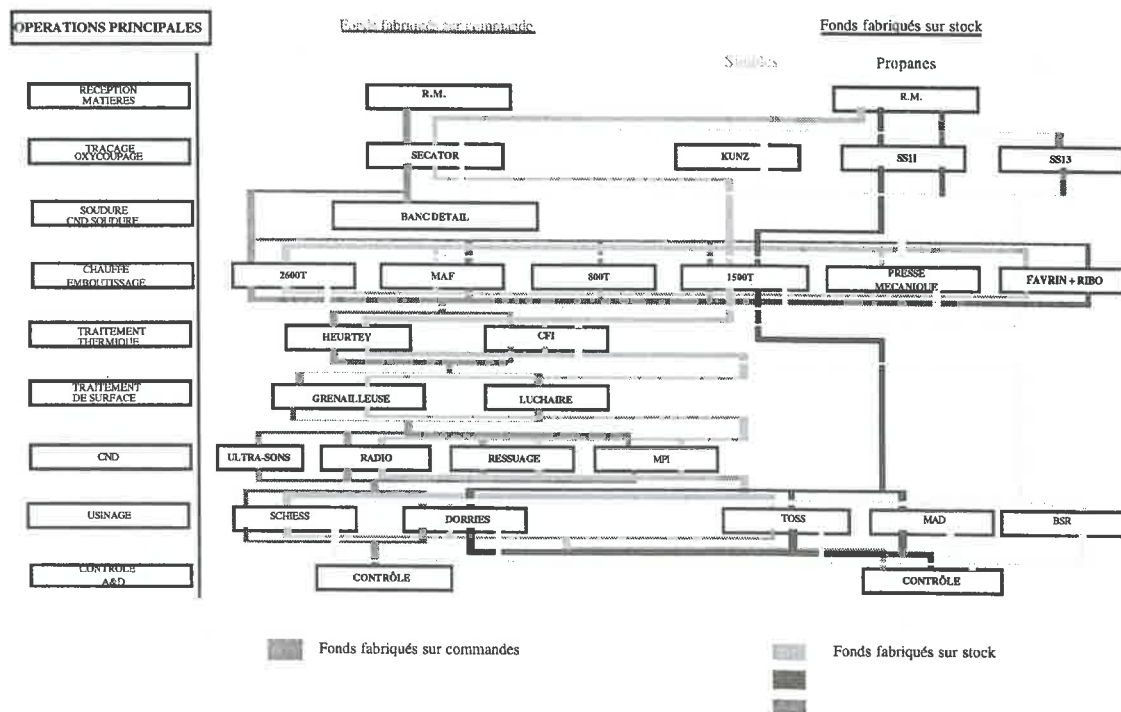 OPERATIONS PRINCIPALES
Fonds fabriqués sur commande
Fonds fabriqués sur stock
Simples
Propanes
RECEPTION
MATIERES
R.M.
R.M.
TRAÇAGE
OXYCOUPAGE
SECATOR
KUNZ
SS11
SS13
SOUDURE
CND SOUDURE
BANC DETAIL
CHAUFFE
EMBOUTISSAGE
2600T
MAF
800T
1500T
PRESSE
MECANIQUE
FAVRIN + RIBO
TRAITEMENT
THERMIQUE
HEURTEY
CFI
TRAITEMENT
DE SURFACE
GRENAILLEUSE
LUCHAIRE
CND
ULTRA-SONS
RADIO
RESSUAGE
MPI
USINAGE
SCHIESS
DORRIES
TOSS
MAD
BSR
CONTROLE
A&D
CONTRÔLE
CONTRÔLE
Fonds fabriqués sur commandes
Fonds fabriqués sur stock